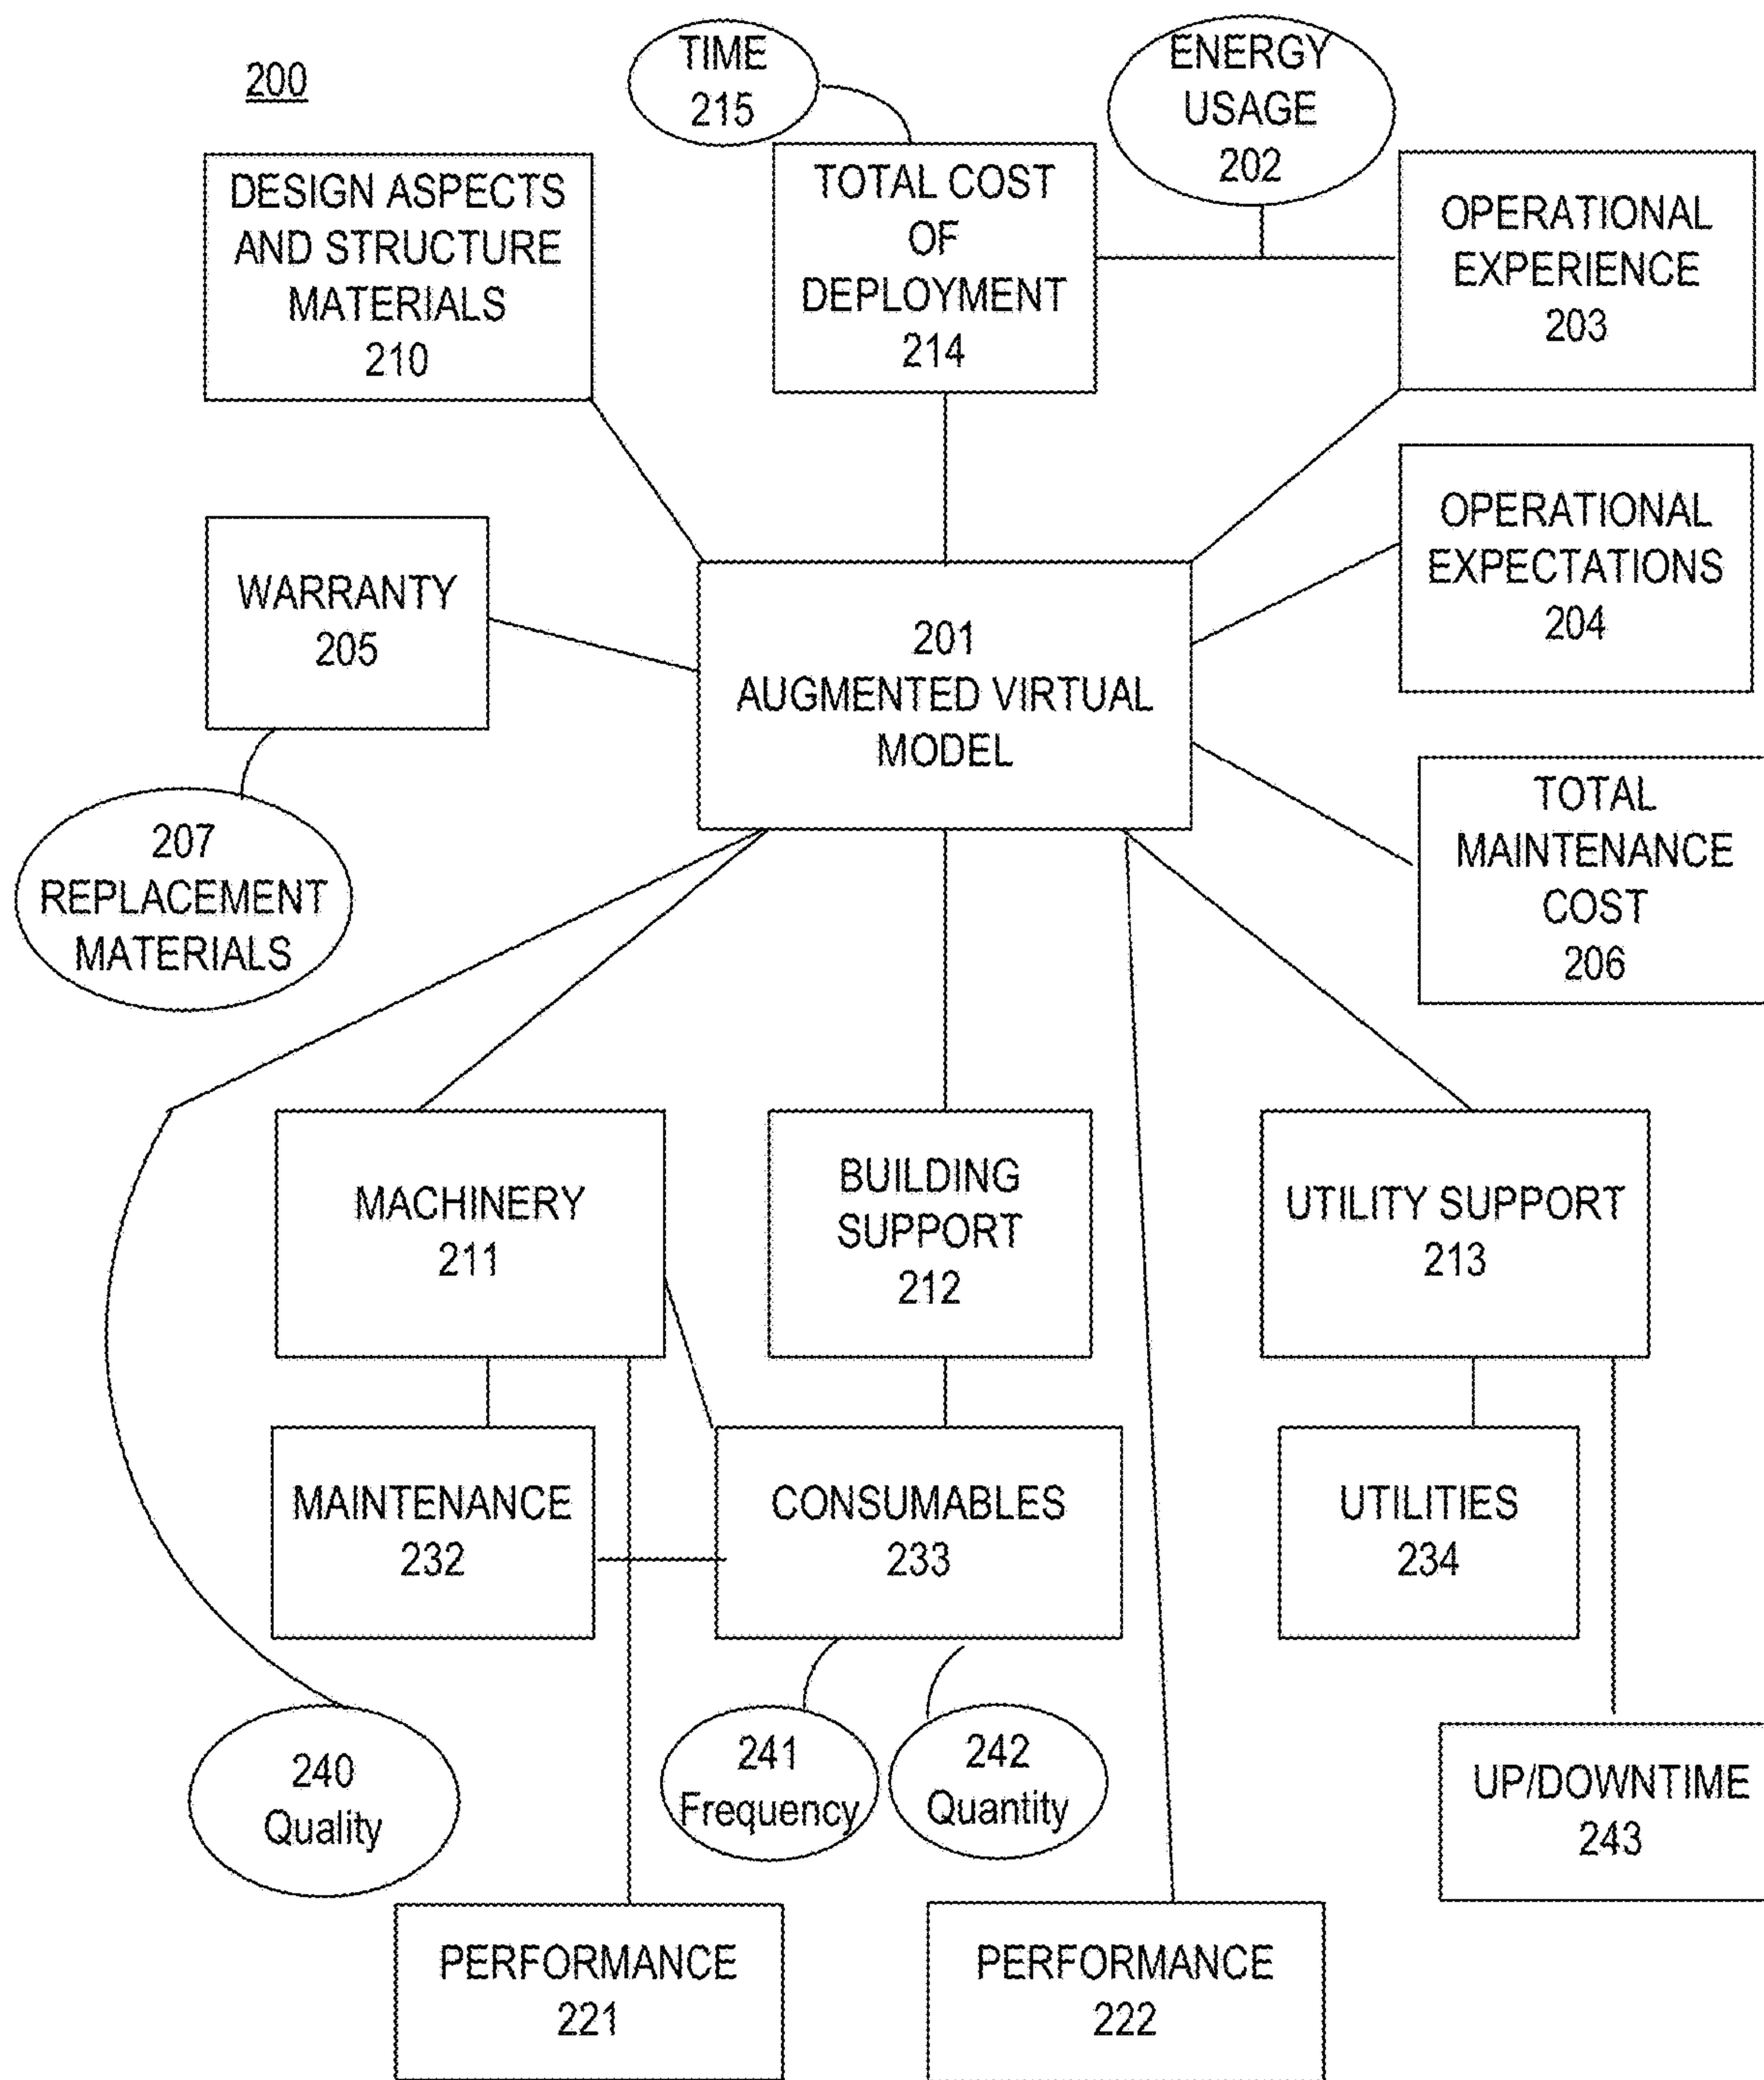 200
TIME
215
ENERGY
USAGE
202
DESIGN ASPECTS
AND STRUCTURE
MATERIALS
210
TOTAL COST
OF
DEPLOYMENT
214
OPERATIONAL
EXPERIENCE
203
WARRANTY
205
201
AUGMENTED VIRTUAL
MODEL
OPERATIONAL
EXPECTATIONS
204
207
REPLACEMENT
MATERIALS
TOTAL
MAINTENANCE
COST
206
MACHINERY
211
BUILDING
SUPPORT
212
UTILITY SUPPORT
213
MAINTENANCE
232
CONSUMABLES
233
UTILITIES
234
240
Quality
241
Frequency
242
Quantity
UP/DOWNTIME
243
PERFORMANCE
221
PERFORMANCE
222